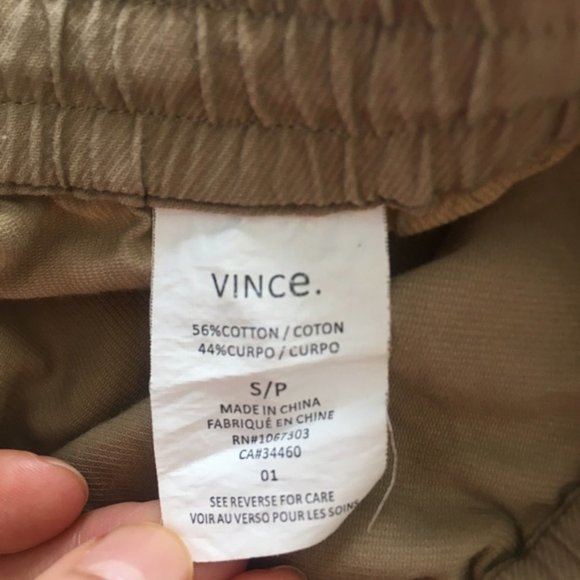 VINCe.
56%COTTON / COTON
44%CURPO / CURPO
S/P
MADE IN CHINA
FABRIQUÉ EN CHINE
RN#1067303
CA#34460
01
SEE REVERSE FOR CARE
VOIR AU VERSO POUR LES SOINS